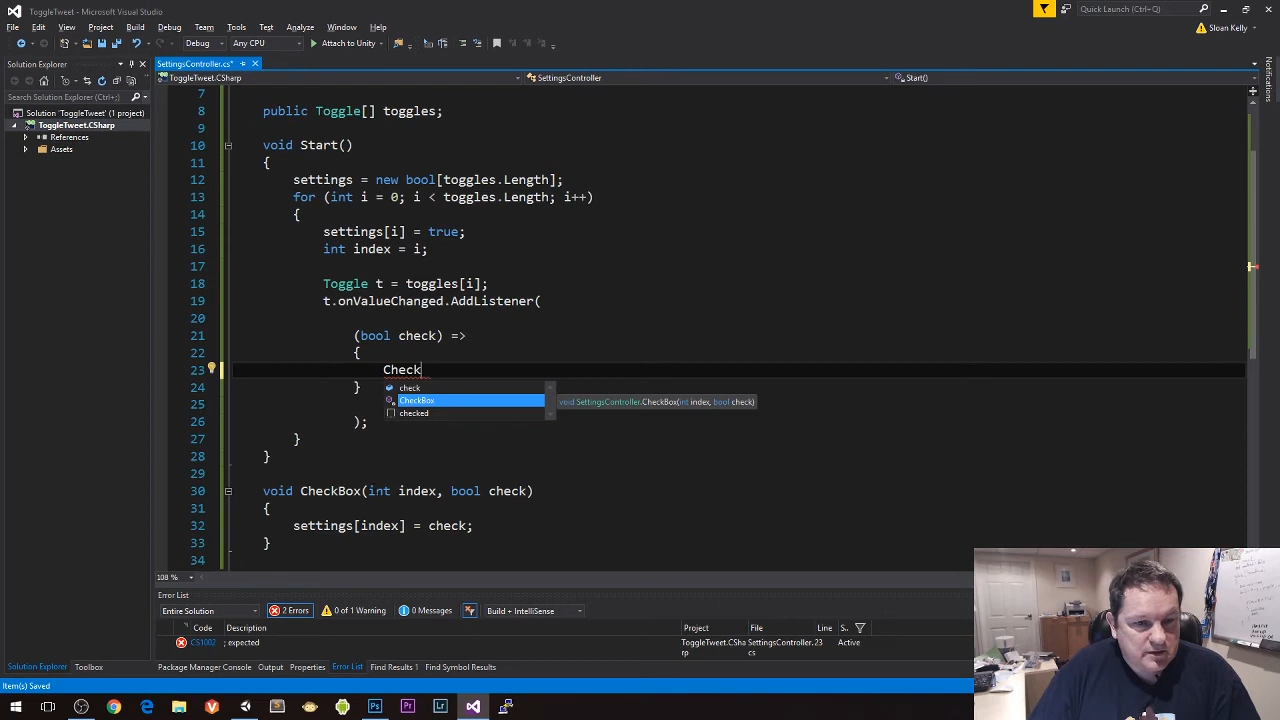 ToggleTweet - Microsoft Visual Studio
Quick Launch (Ctrl+Q)
File Edit View Project Build Debug Team Tools Test Analyze Window Help
Sloan Kelly
Debug Any CPU Attach to Unity
Solution Explorer
SettingsController.cs*
ToggleTweet.CSharp SettingsController Start()
Search Solution Explorer (Ctrl+;)
Solution 'ToggleTweet' (1 project)
ToggleTweet.CSharp
References
Assets
Notifications
7
8 public Toggle[] toggles;
9
10 void Start()
11 {
12 settings = new bool[toggles.Length];
13 for (int i = 0; i < toggles.Length; i++)
14 {
15 settings[i] = true;
16 int index = i;
17
18 Toggle t = toggles[i];
19 t.onValueChanged.AddListener(
20
21 (bool check) =>
22 {
23 Check
24 }
check
CheckBox void SettingsController.CheckBox(int index, bool check)
checked
25
26 );
27 }
28 }
29
30 void CheckBox(int index, bool check)
31 {
32 settings[index] = check;
33 }
34
108 %
Error List
Entire Solution 2 Errors 0 of 1 Warning 0 Messages Build + IntelliSense
Code Description Project File Line Suppression State
CS1002 ; expected ToggleTweet.CSha
rp SettingsController.
cs 23 Active
Solution Explorer Toolbox Package Manager Console Output Properties Error List Find Results 1 Find Symbol Results
Item(s) Saved